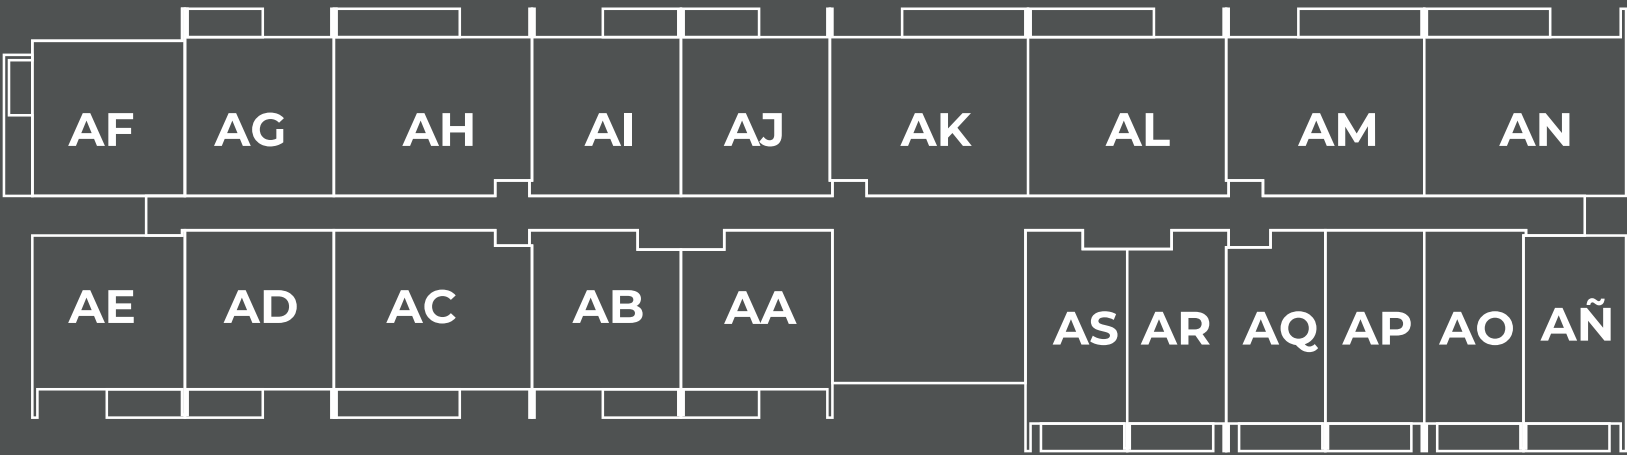 AF AG AH AI AJ AK AL AM AN
AE AD AC AB AA AS AR AQ AP AO AÑ